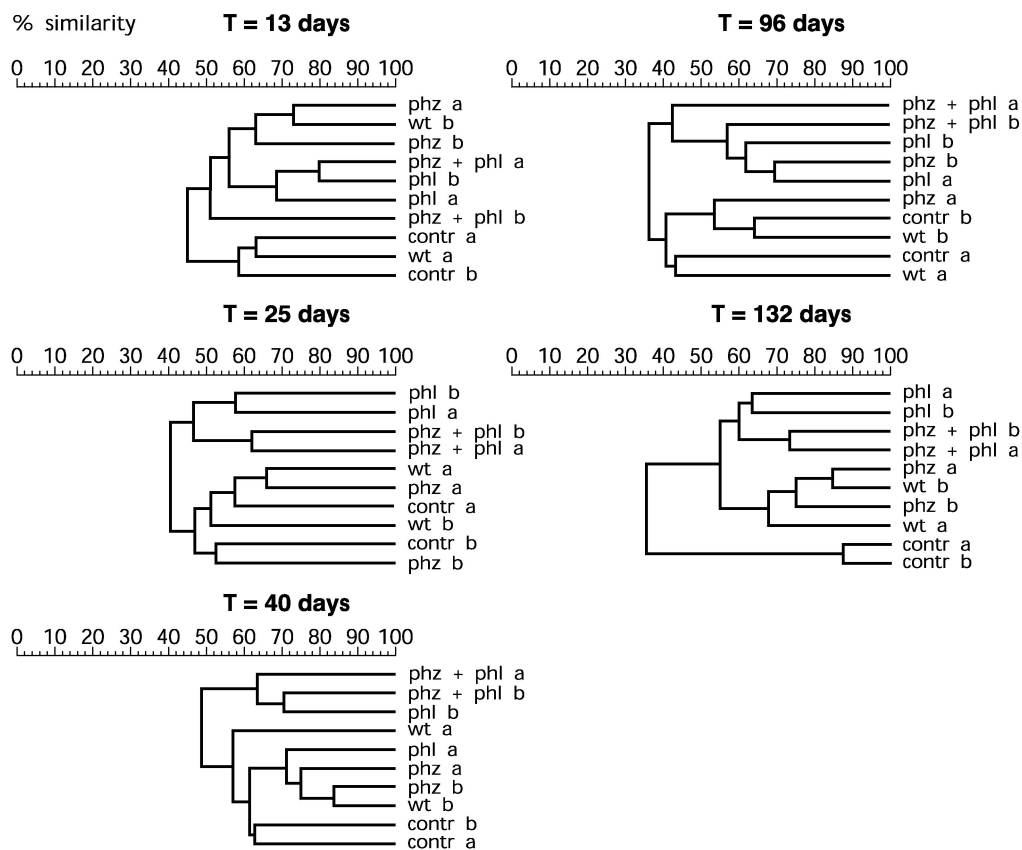 % similarity
T = 13 days
0 10 20 30 40 50 60 70 80 90 100
phz a
wt b
phz b
phz + phl a
phl b
phl a
phz + phl b
contr a
wt a
contr b
T = 25 days
0 10 20 30 40 50 60 70 80 90 100
phl b
phl a
phz + phl b
phz + phl a
wt a
phz a
contr a
wt b
contr b
phz b
T = 40 days
0 10 20 30 40 50 60 70 80 90 100
phz + phl a
phz + phl b
phl b
wt a
phl a
phz a
phz b
wt b
contr b
contr a
T = 96 days
0 10 20 30 40 50 60 70 80 90 100
phz + phl a
phz + phl b
phl b
phz b
phl a
phz a
contr b
wt b
contr a
wt a
T = 132 days
0 10 20 30 40 50 60 70 80 90 100
phl a
phl b
phz + phl b
phz + phl a
phz a
wt b
phz b
wt a
contr a
contr b